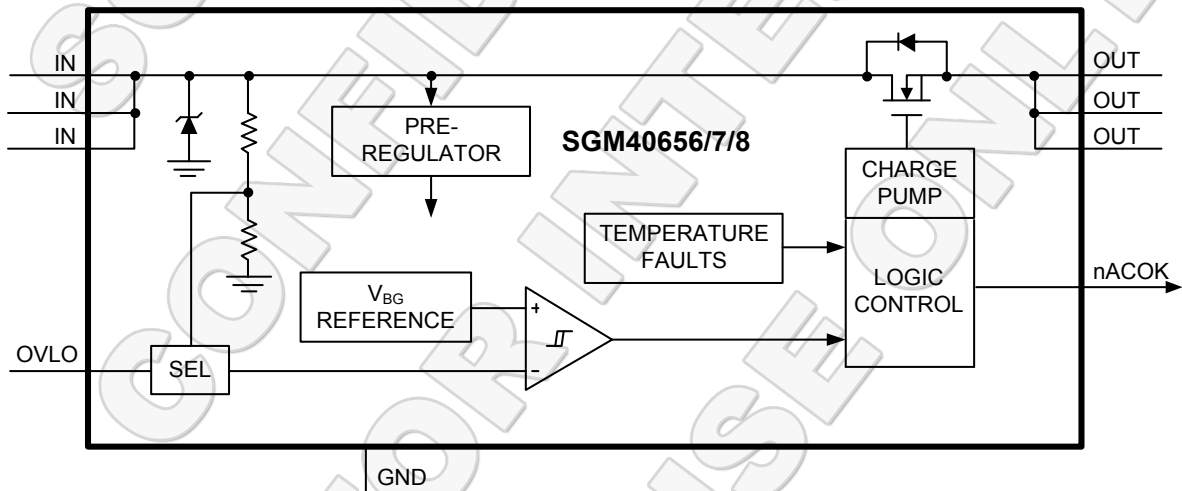 IN
IN
IN
OUT
OUT
OUT
PRE-
REGULATOR
SGM40656/7/8
CHARGE
PUMP
TEMPERATURE
FAULTS
LOGIC
CONTROL
nACOK
VBG
REFERENCE
+
-
OVLO
SEL
GND